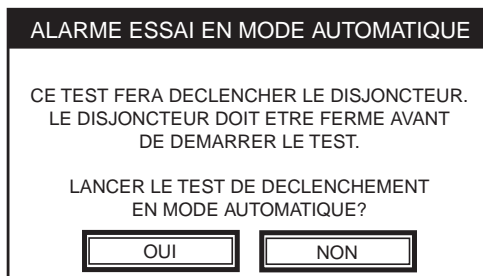 ALARME ESSAI EN MODE AUTOMATIQUE
CE TEST FERA DECLENCHER LE DISJONCTEUR.
LE DISJONCTEUR DOIT ETRE FERME AVANT
DE DEMARRER LE TEST.
LANCER LE TEST DE DECLENCHEMENT
EN MODE AUTOMATIQUE?
OUI NON